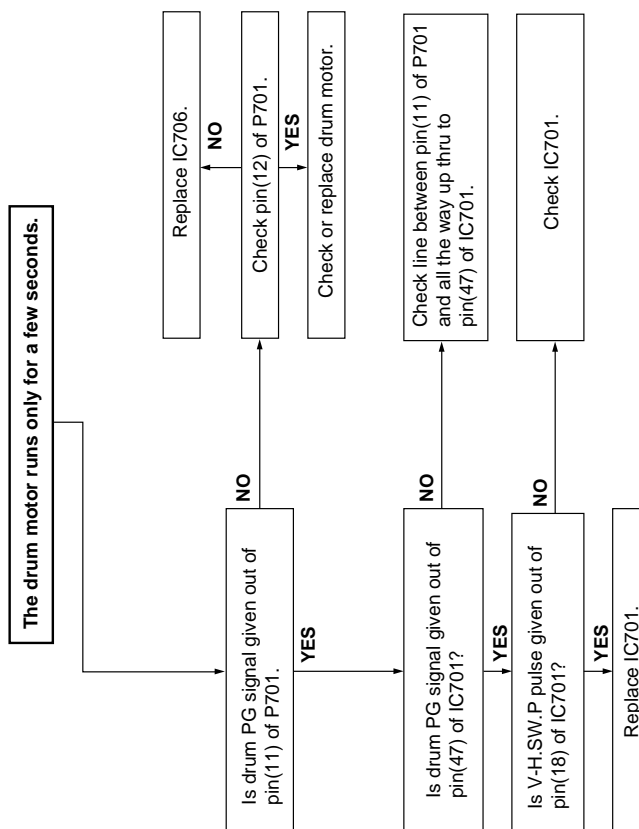 The drum motor runs only for a few seconds.
Is drum PG signal given out of
pin(11) of P701.
NO
Check pin(12) of P701.
NO
Replace IC706.
YES
Check or replace drum motor.
YES
Is drum PG signal given out of
pin(47) of IC701?
NO
Check line between pin(11) of P701
and all the way up thru to
pin(47) of IC701.
YES
Is V-H.SW.P pulse given out of
pin(18) of IC701?
NO
Check IC701.
YES
Replace IC701.